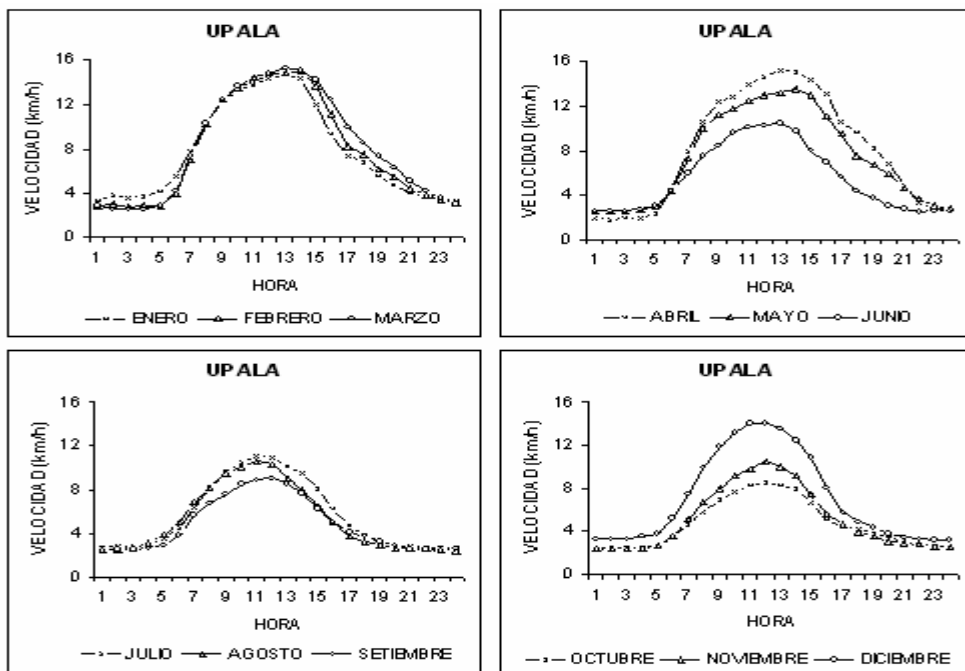 UPALA
VELOCIDAD (km/h)
16
12
8
4
0
1 3 5 7 9 11 13 15 17 19 21 23
HORA
ENERO FEBRERO MARZO
UPALA
VELOCIDAD (km/h)
16
12
8
4
0
1 3 5 7 9 11 13 15 17 19 21 23
HORA
ABRIL MAYO JUNIO
UPALA
VELOCIDAD (km/h)
16
12
8
4
0
1 3 5 7 9 11 13 15 17 19 21 23
HORA
JULIO AGOSTO SETIEMBRE
UPALA
VELOCIDAD (km/h)
16
12
8
4
0
1 3 5 7 9 11 13 15 17 19 21 23
HORA
OCTUBRE NOVIEMBRE DICIEMBRE